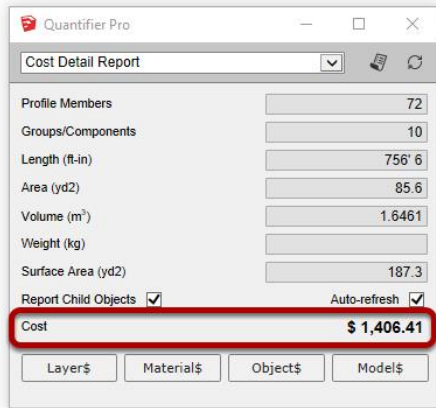 Quantifier Pro
Cost Detail Report
Profile Members 72
Groups/Components 10
Length (ft-in) 756' 6
Area (yd2) 85.6
Volume (m³) 1.6461
Weight (kg)
Surface Area (yd2) 187.3
Report Child Objects Auto-refresh
Cost $ 1,406.41
Layer$ Material$ Object$ Model$